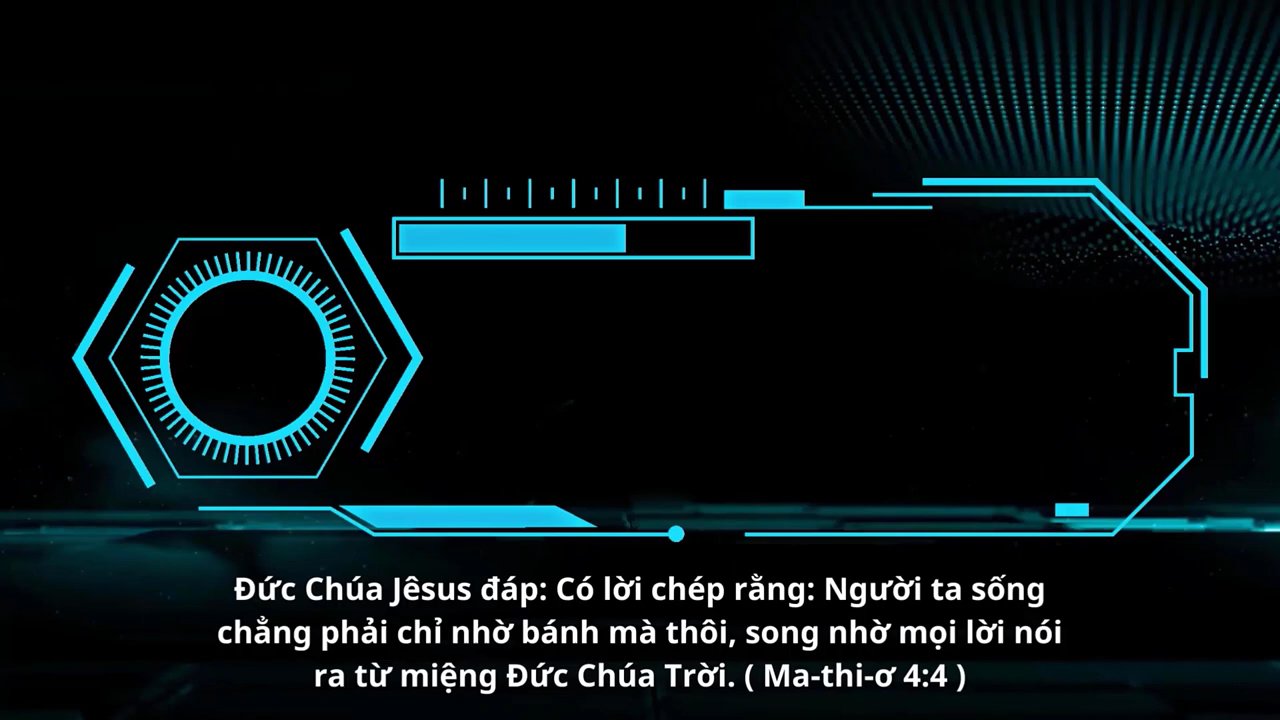 Đức Chúa Jêsus đáp: Có lời chép rằng: Người ta sống
chẳng phải chỉ nhờ bánh mà thôi, song nhờ mọi lời nói
ra từ miệng Đức Chúa Trời. ( Ma-thi-ơ 4:4 )